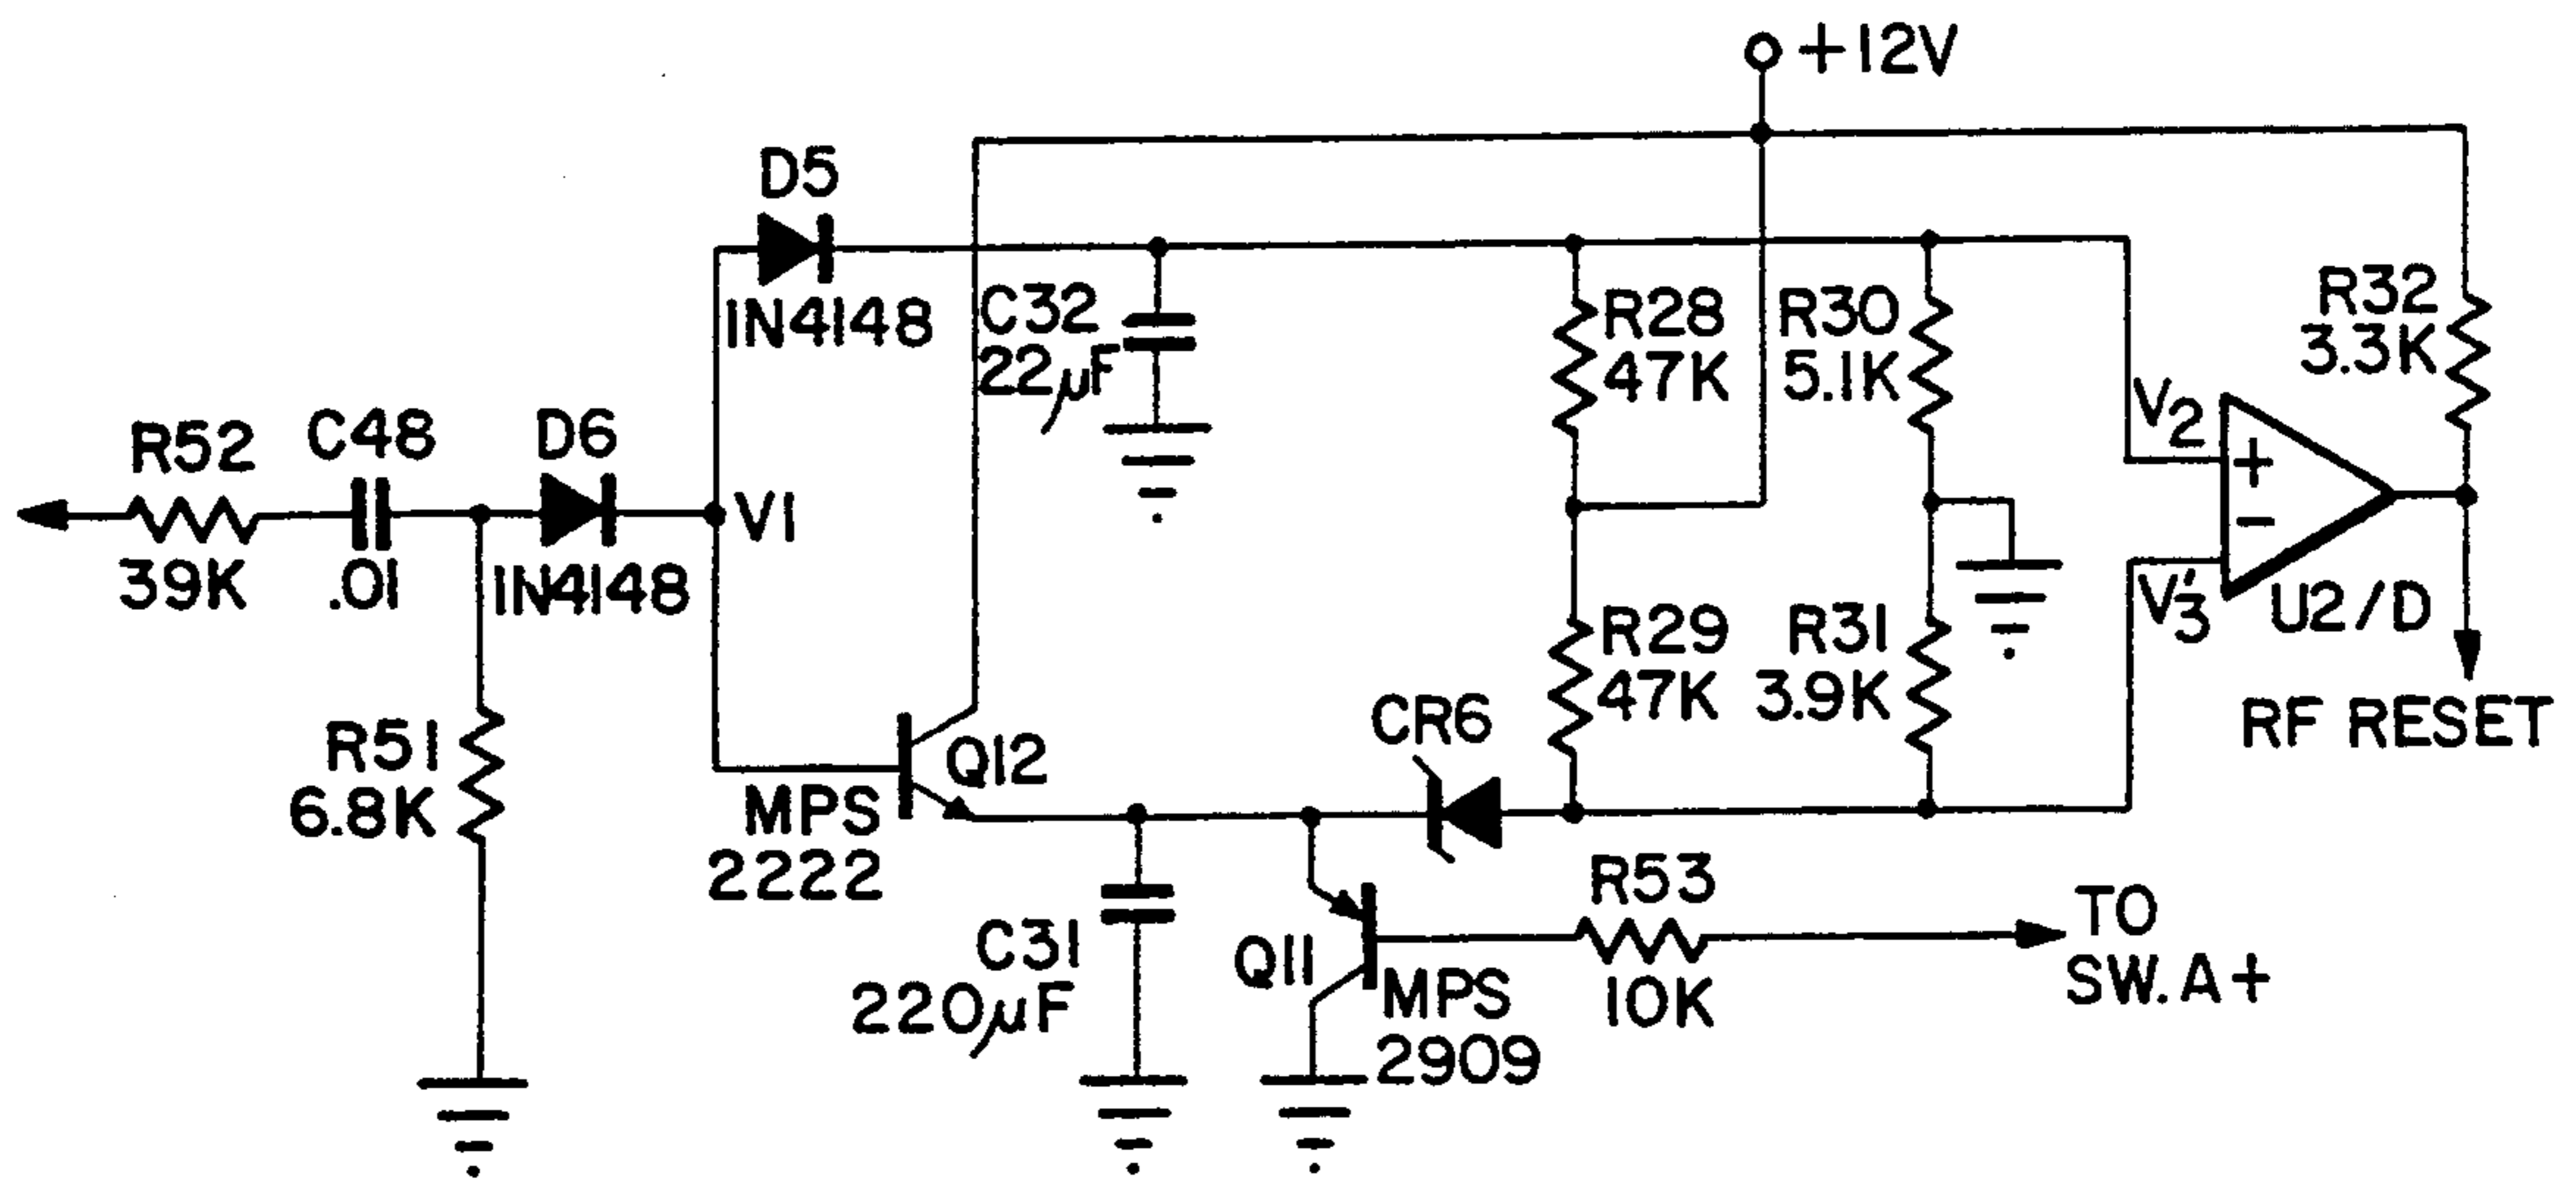 +12V
D5
1N4148
C32
22µF
R28
47K
R30
5.1K
R32
3.3K
R52
39K
C48
.01
D6
1N4148
V1
V2
+
−
V'3
U2/D
R51
6.8K
Q12
MPS
2222
CR6
R29
47K
R31
3.9K
RF RESET
C31
220µF
Q11
MPS
2909
R53
10K
TO
SW. A+